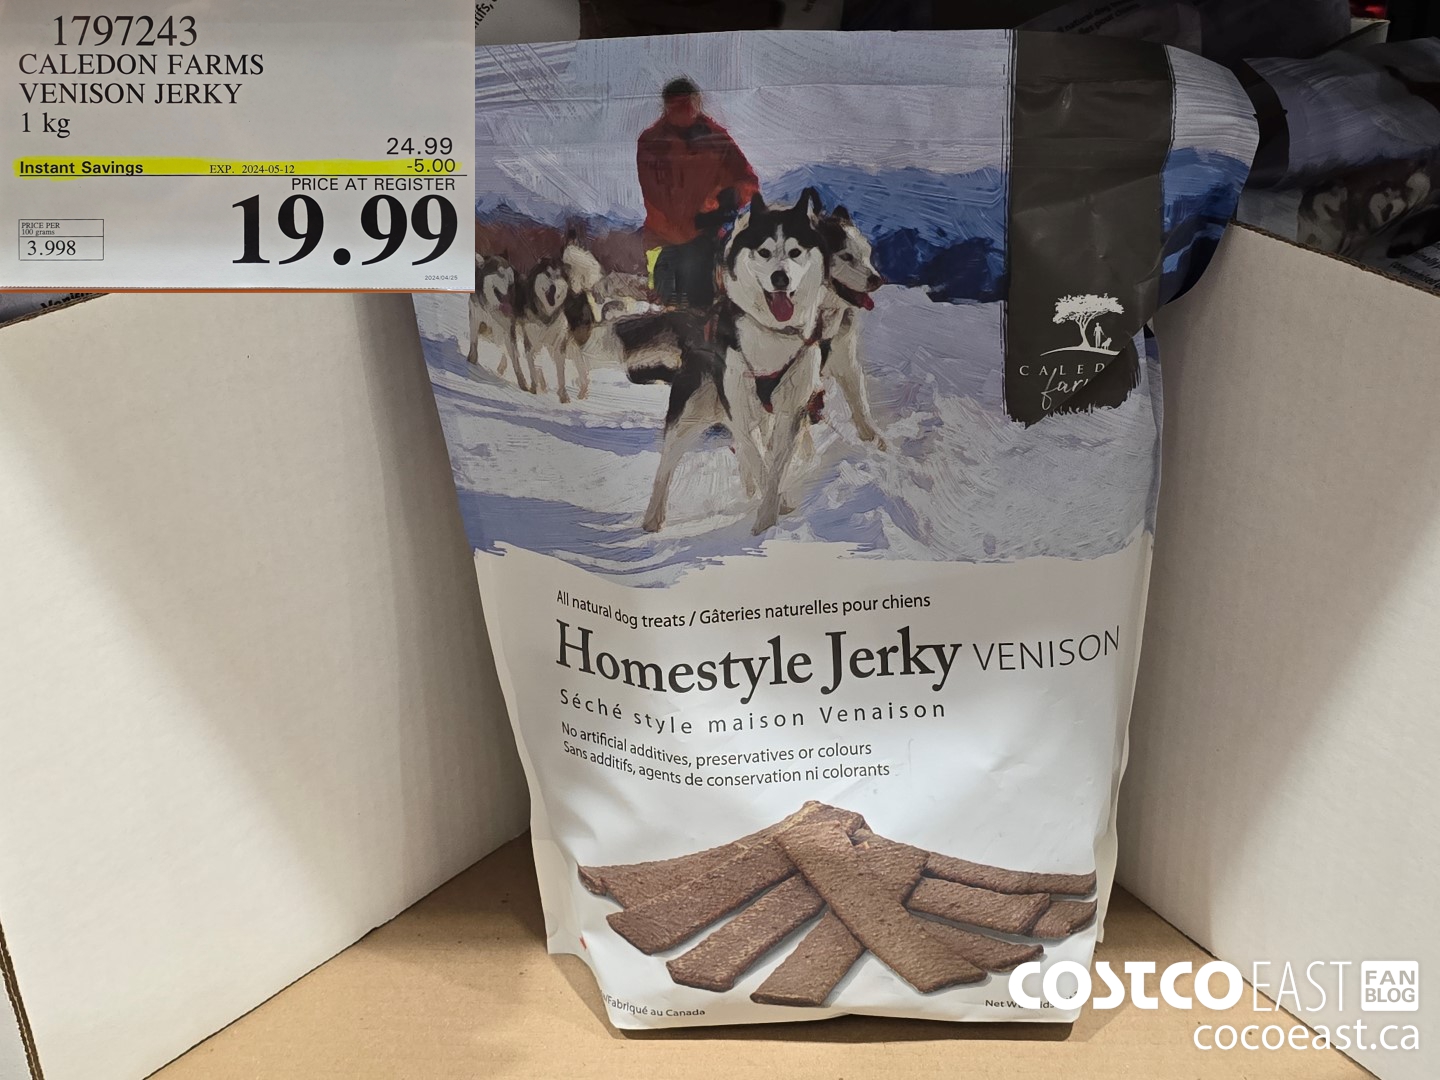 1797243
CALEDON FARMS
VENISON JERKY
1 kg
24.99
Instant Savings EXP. 2024-05-12 -5.00
PRICE AT REGISTER
19.99
PRICE PER
100 grams
3.998
2024/04/25
CALED
All natural dog treats / Gâteries naturelles pour chiens
Homestyle Jerky VENISON
Séché style maison Venaison
No artificial additives, preservatives or colours
Sans additifs, agents de conservation ni colorants
/Fabriqué au Canada
Net W
COSTCO EAST FAN BLOG
cocoeast.ca